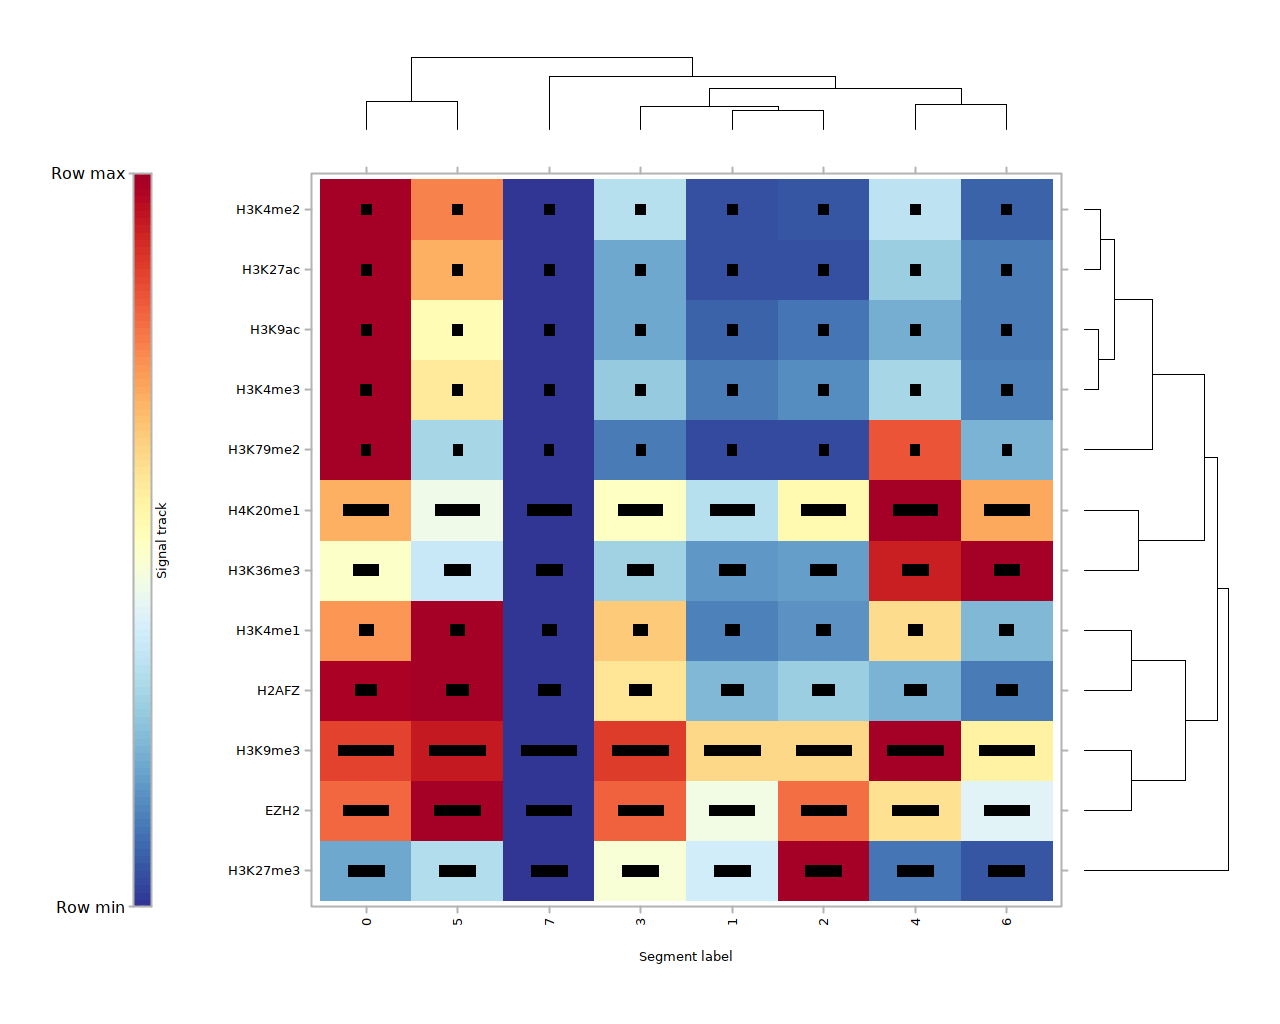 Row max
Signal track
Row min
H3K4me2
H3K27ac
H3K9ac
H3K4me3
H3K79me2
H4K20me1
H3K36me3
H3K4me1
H2AFZ
H3K9me3
EZH2
H3K27me3
0 5 7 3 1 2 4 6
Segment label